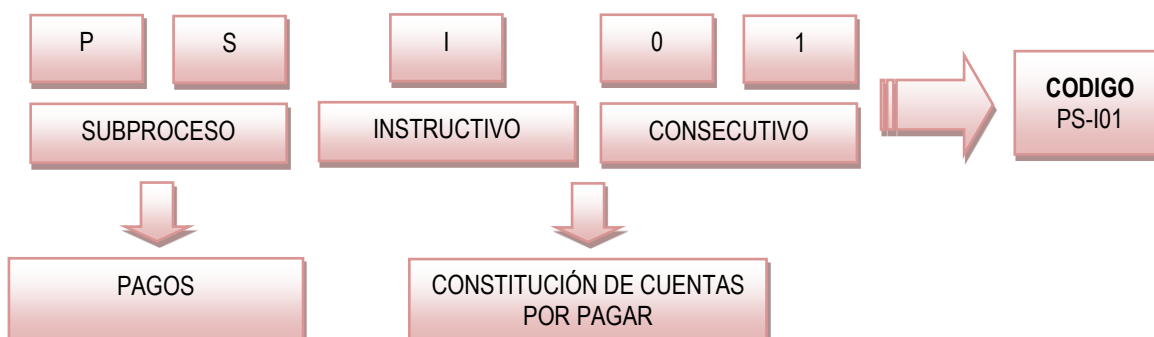 P S I 0 1
SUBPROCESO INSTRUCTIVO CONSECUTIVO
CODIGO
PS-I01
PAGOS
CONSTITUCIÓN DE CUENTAS
POR PAGAR